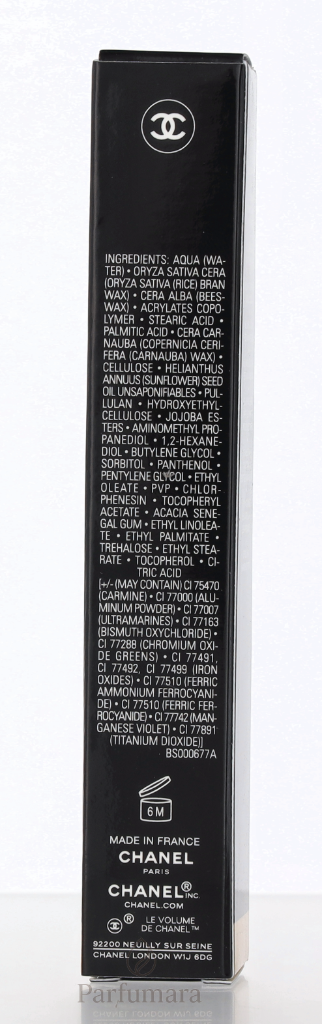 INGREDIENTS: AQUA (WA-
TER) • ORYZA SATIVA CERA
(ORYZA SATIVA (RICE) BRAN
WAX) • CERA ALBA (BEES-
WAX) • ACRYLATES COPO-
LYMER • STEARIC ACID •
PALMITIC ACID • CERA CAR-
NAUBA (COPERNICIA CERI-
FERA (CARNAUBA) WAX) •
CELLULOSE • HELIANTHUS
ANNUUS (SUNFLOWER) SEED
OIL UNSAPONIFIABLES • PUL-
LULAN • HYDROXYETHYL-
CELLULOSE • JOJOBA ES-
TERS • AMINOMETHYL PRO-
PANEDIOL • 1,2-HEXANE-
DIOL • BUTYLENE GLYCOL •
SORBITOL • PANTHENOL •
PENTYLENE GLYCOL • ETHYL
OLEATE • PVP • CHLOR-
PHENESIN • TOCOPHERYL
ACETATE • ACACIA SENE-
GAL GUM • ETHYL LINOLEA-
TE • ETHYL PALMITATE •
TREHALOSE • ETHYL STEA-
RATE • TOCOPHEROL • CI-
TRIC ACID
[+/- (MAY CONTAIN) CI 75470
(CARMINE) • CI 77000 (ALU-
MINUM POWDER) • CI 77007
(ULTRAMARINES) • CI 77163
(BISMUTH OXYCHLORIDE) •
CI 77288 (CHROMIUM OXI-
DE GREENS) • CI 77491,
CI 77492, CI 77499 (IRON
OXIDES) • CI 77510 (FERRIC
AMMONIUM FERROCYANI-
DE) • CI 77510 (FERRIC FER-
ROCYANIDE) • CI 77742 (MAN-
GANESE VIOLET) • CI 77891
(TITANIUM DIOXIDE)]
BS000677A
6M
MADE IN FRANCE
CHANEL
PARIS
CHANEL® INC.
CHANEL.COM
® LE VOLUME
DE CHANEL™
92200 NEUILLY SUR SEINE
CHANEL LONDON W1J 6DG
Parfumara